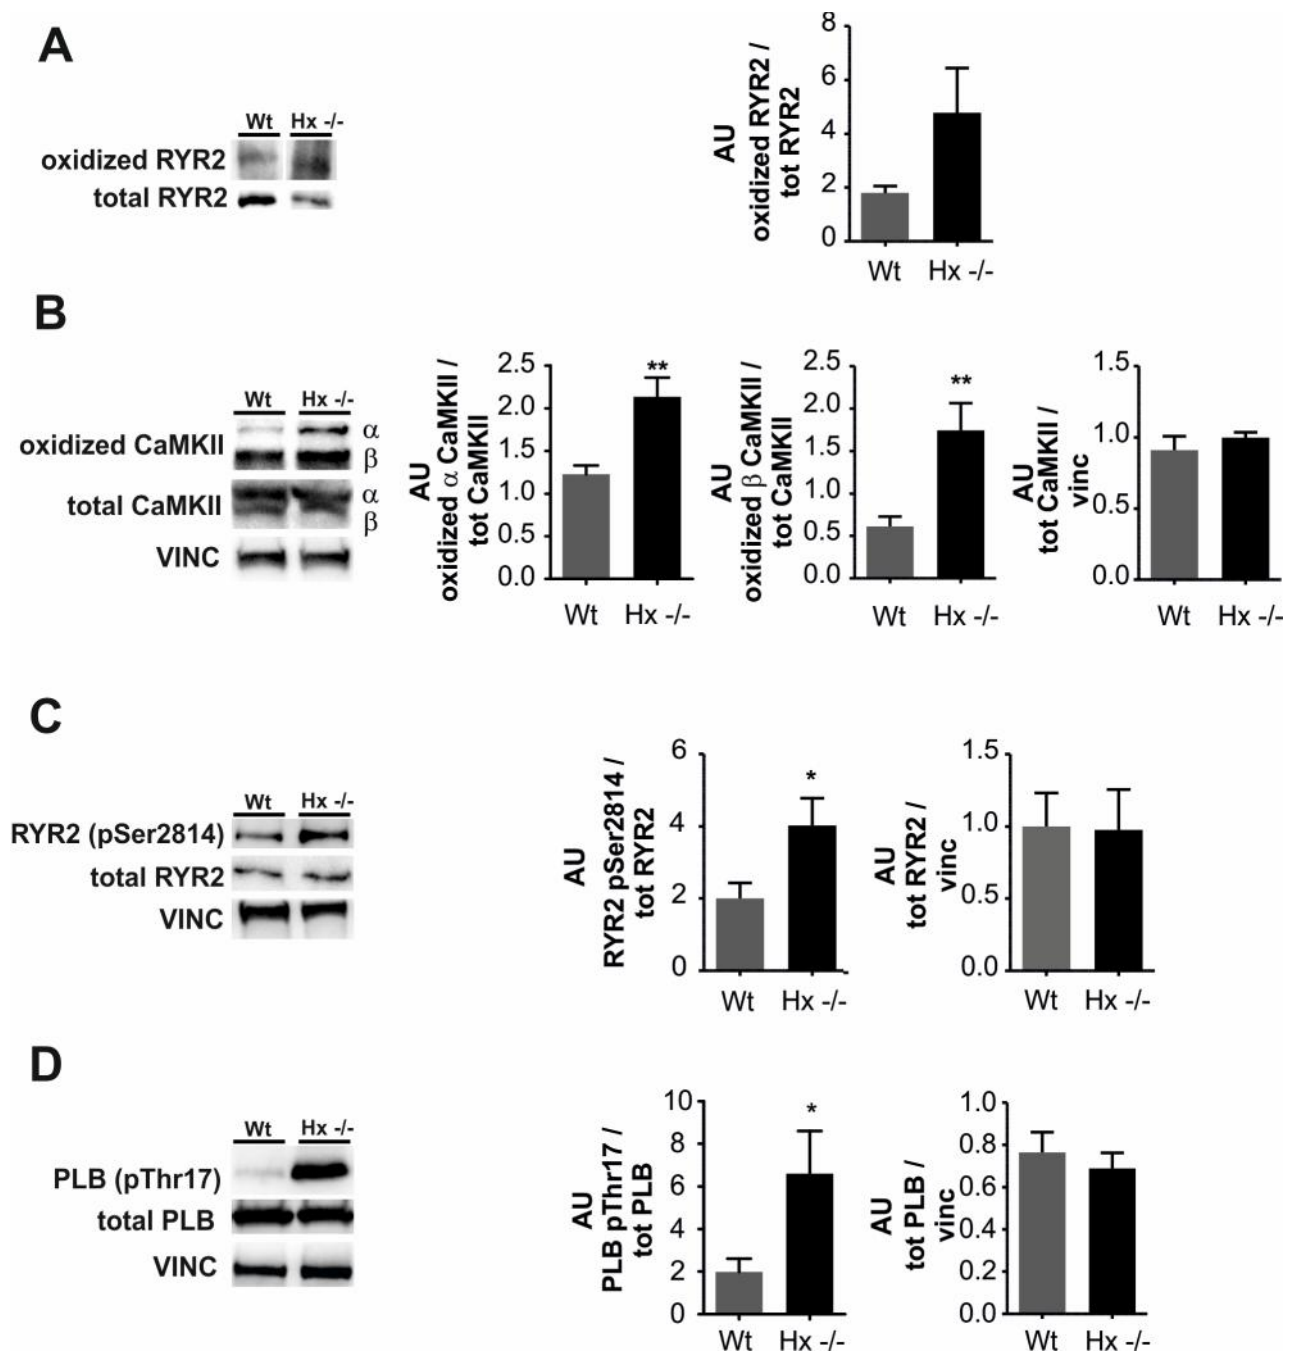 A
Wt Hx -/-
oxidized RYR2
total RYR2
AU
oxidized RYR2 /
tot RYR2
8
6
4
2
0
Wt Hx -/-
B
Wt Hx -/-
oxidized CaMKII
α
β
total CaMKII
α
β
VINC
AU
oxidized α CaMKII /
tot CaMKII
2.5
2.0
1.5
1.0
0.5
0.0
**
Wt Hx -/-
AU
oxidized β CaMKII /
tot CaMKII
2.5
2.0
1.5
1.0
0.5
0.0
**
Wt Hx -/-
AU
tot CaMKII /
vinc
1.5
1.0
0.5
0.0
Wt Hx -/-
C
Wt Hx -/-
RYR2 (pSer2814)
total RYR2
VINC
AU
RYR2 pSer2814 /
tot RYR2
6
4
2
0
*
Wt Hx -/-
AU
tot RYR2 /
vinc
1.5
1.0
0.5
0.0
Wt Hx -/-
D
Wt Hx -/-
PLB (pThr17)
total PLB
VINC
AU
PLB pThr17 /
tot PLB
10
8
6
4
2
0
*
Wt Hx -/-
AU
tot PLB /
vinc
1.0
0.8
0.6
0.4
0.2
0.0
Wt Hx -/-